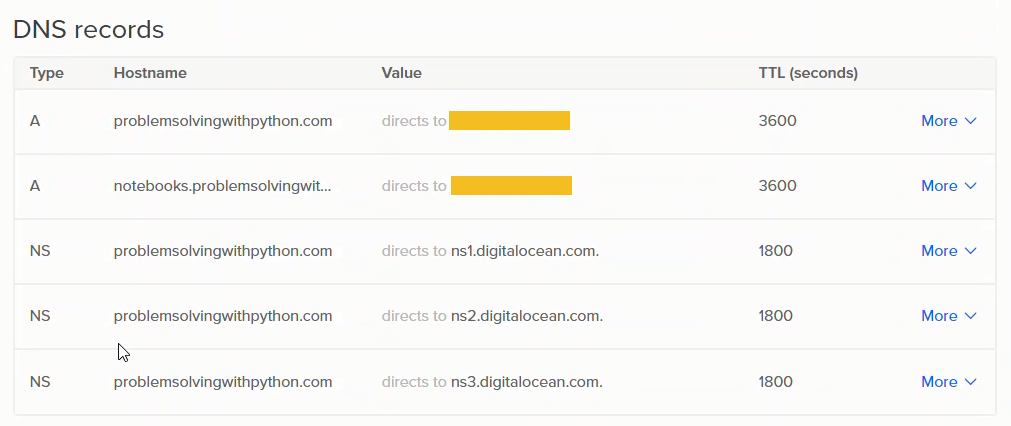 DNS records
Type Hostname Value TTL (seconds)
A problemsolvingwithpython.com directs to 3600 More
A notebooks.problemsolvingwit... directs to 3600 More
NS problemsolvingwithpython.com directs to ns1.digitalocean.com. 1800 More
NS problemsolvingwithpython.com directs to ns2.digitalocean.com. 1800 More
NS problemsolvingwithpython.com directs to ns3.digitalocean.com. 1800 More